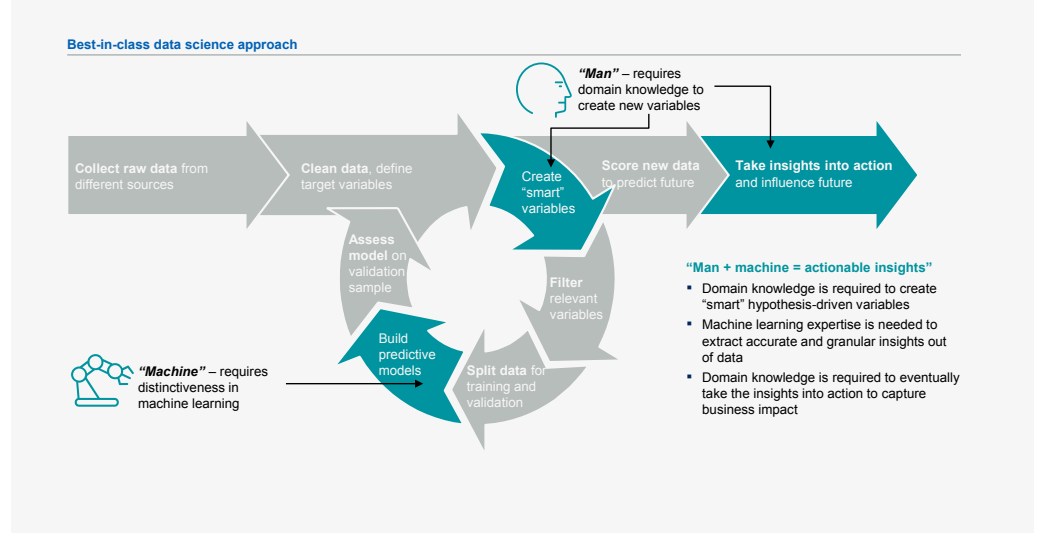 Best-in-class data science approach
“Man” – requires
domain knowledge to
create new variables
Collect raw data from
different sources
Clean data, define
target variables
Create
“smart”
variables
Score new data
to predict future
Take insights into action
and influence future
Assess
model on
validation
sample
Filter
relevant
variables
Build
predictive
models
Split data for
training and
validation
“Machine” – requires
distinctiveness in
machine learning
“Man + machine = actionable insights”
▪ Domain knowledge is required to create
“smart” hypothesis-driven variables
▪ Machine learning expertise is needed to
extract accurate and granular insights out
of data
▪ Domain knowledge is required to eventually
take the insights into action to capture
business impact